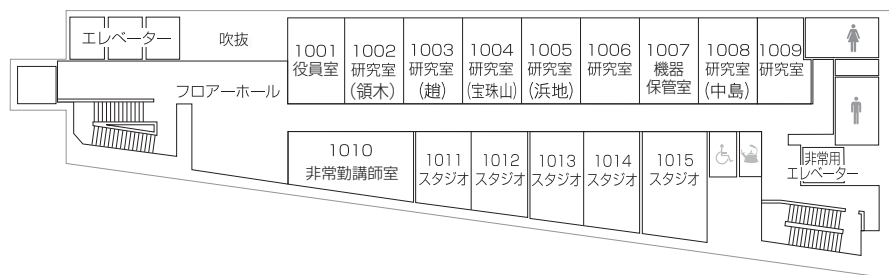 エレベーター
吹抜
フロアーホール
1001
役員室
1002
研究室
(領木)
1003
研究室
(趙)
1004
研究室
(宝珠山)
1005
研究室
(浜地)
1006
研究室
1007
機器
保管室
1008
研究室
(中島)
1009
研究室
1010
非常勤講師室
1011
スタジオ
1012
スタジオ
1013
スタジオ
1014
スタジオ
1015
スタジオ
非常用
エレベーター